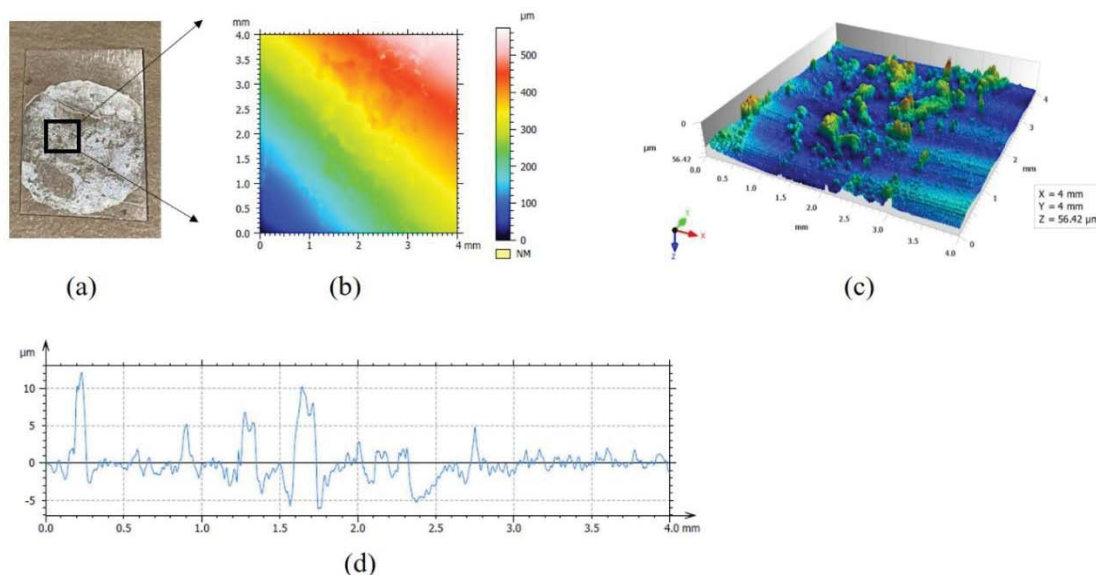 mm
4.0
3.5
3.0
2.5
2.0
1.5
1.0
0.5
0.0
0 1 2 3 4 mm
µm
500
400
300
200
100
0
NM
0
µm
56.42
0.0
0.5
1.0
1.5
2.0
2.5
3.0
3.5
4.0
mm
4
3
2
mm
1
0
X = 4 mm
Y = 4 mm
Z = 56.42 µm
Y
X
Z
(a) (b) (c)
µm
10
5
0
-5
0.0 0.5 1.0 1.5 2.0 2.5 3.0 3.5 4.0 mm
(d)